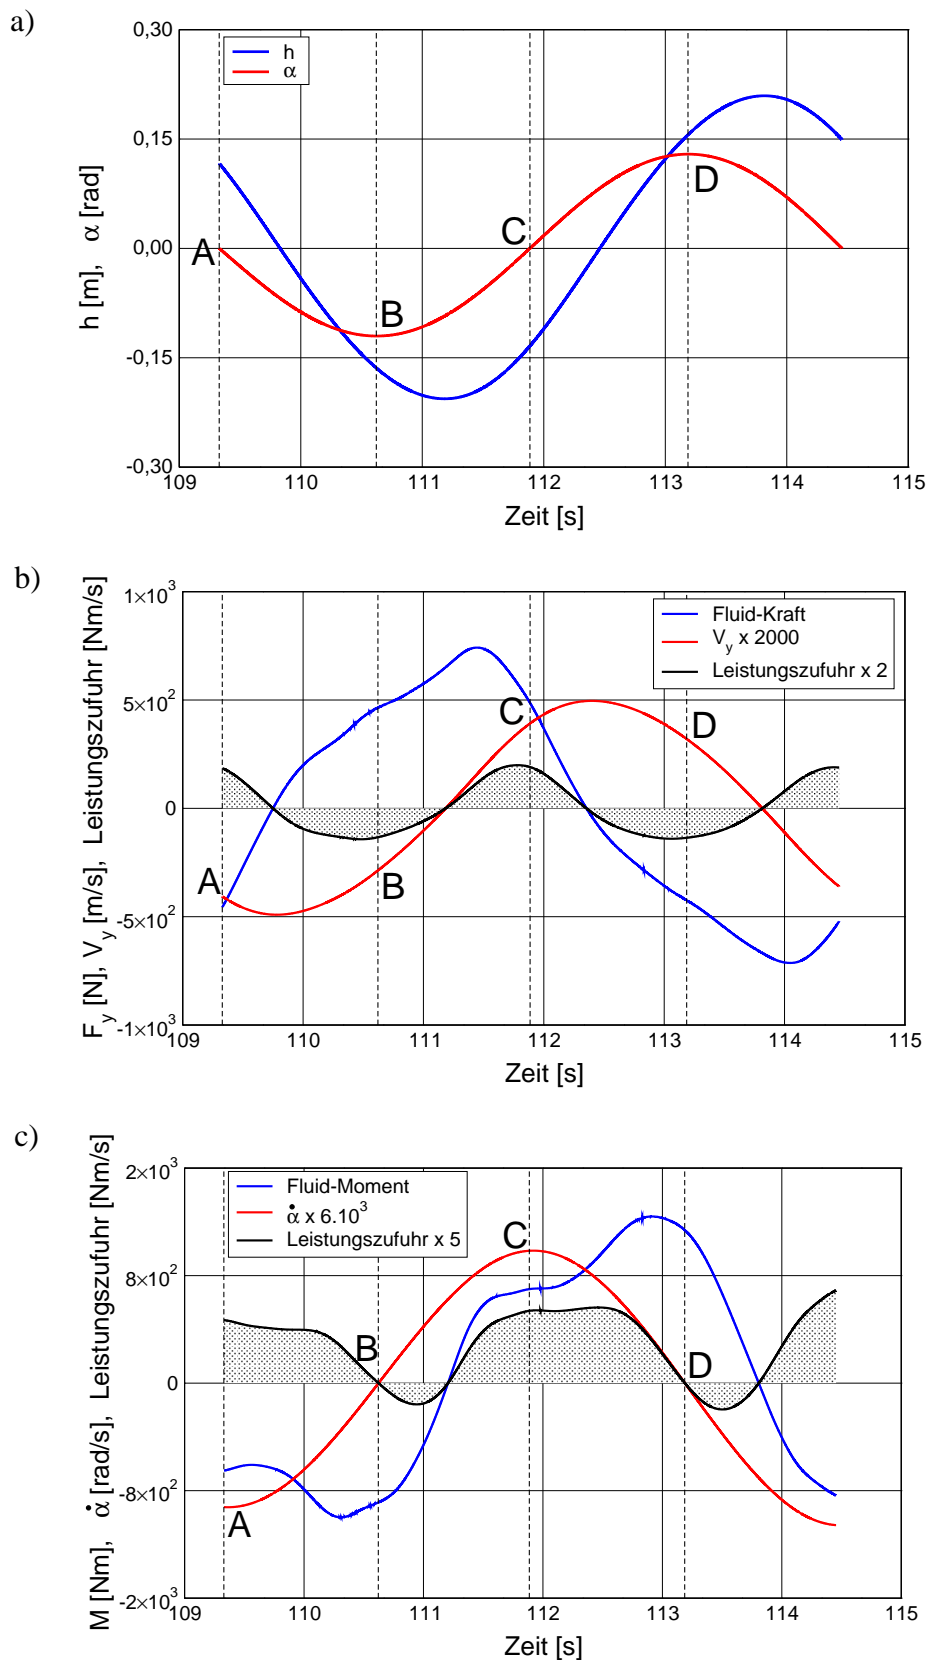 a)
0,30
h
α
0,15
0,00
-0,15
-0,30
h [m], α [rad]
A
B
C
D
109 110 111 112 113 114 115
Zeit [s]
b)
1×10³
5×10²
0
-5×10²
-1×10³
F_y [N], V_y [m/s], Leistungszufuhr [Nm/s]
Fluid-Kraft
V_y x 2000
Leistungszufuhr x 2
A
B
C
D
109 110 111 112 113 114 115
Zeit [s]
c)
2×10³
8×10²
0
-8×10²
-2×10³
M [Nm], α̇ [rad/s], Leistungszufuhr [Nm/s]
Fluid-Moment
α̇ x 6.10³
Leistungszufuhr x 5
A
B
C
D
109 110 111 112 113 114 115
Zeit [s]